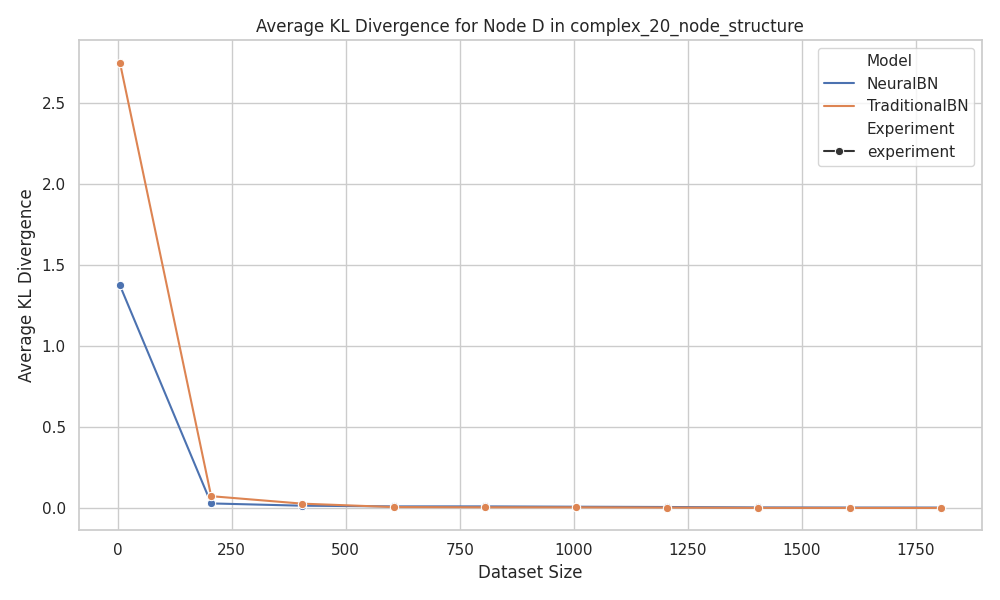 Average KL Divergence for Node D in complex_20_node_structure
Model
NeuralBN
TraditionalBN
Experiment
experiment
Average KL Divergence
2.5
2.0
1.5
1.0
0.5
0.0
0
250
500
750
1000
1250
1500
1750
Dataset Size